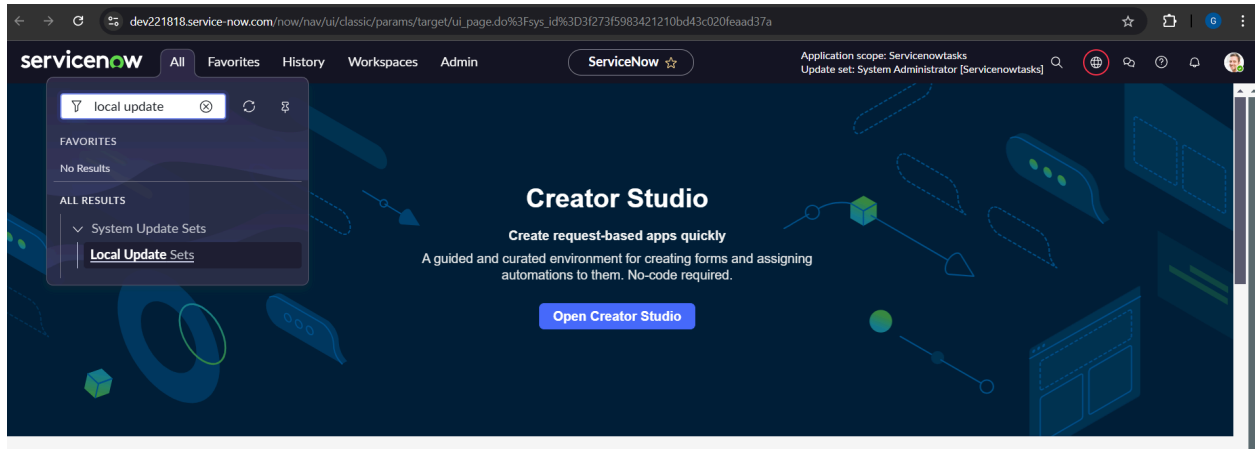 dev221818.service-now.com/now/nav/ui/classic/params/target/ui_page.do%3Fsys_id%3D3f273f5983421210bd43c020feaad37a
G
servicenow
All
Favorites
History
Workspaces
Admin
ServiceNow
Application scope: Servicenowtasks
Update set: System Administrator [Servicenowtasks]
local update
FAVORITES
No Results
ALL RESULTS
System Update Sets
Local Update Sets
Creator Studio
Create request-based apps quickly
A guided and curated environment for creating forms and assigning
automations to them. No-code required.
Open Creator Studio